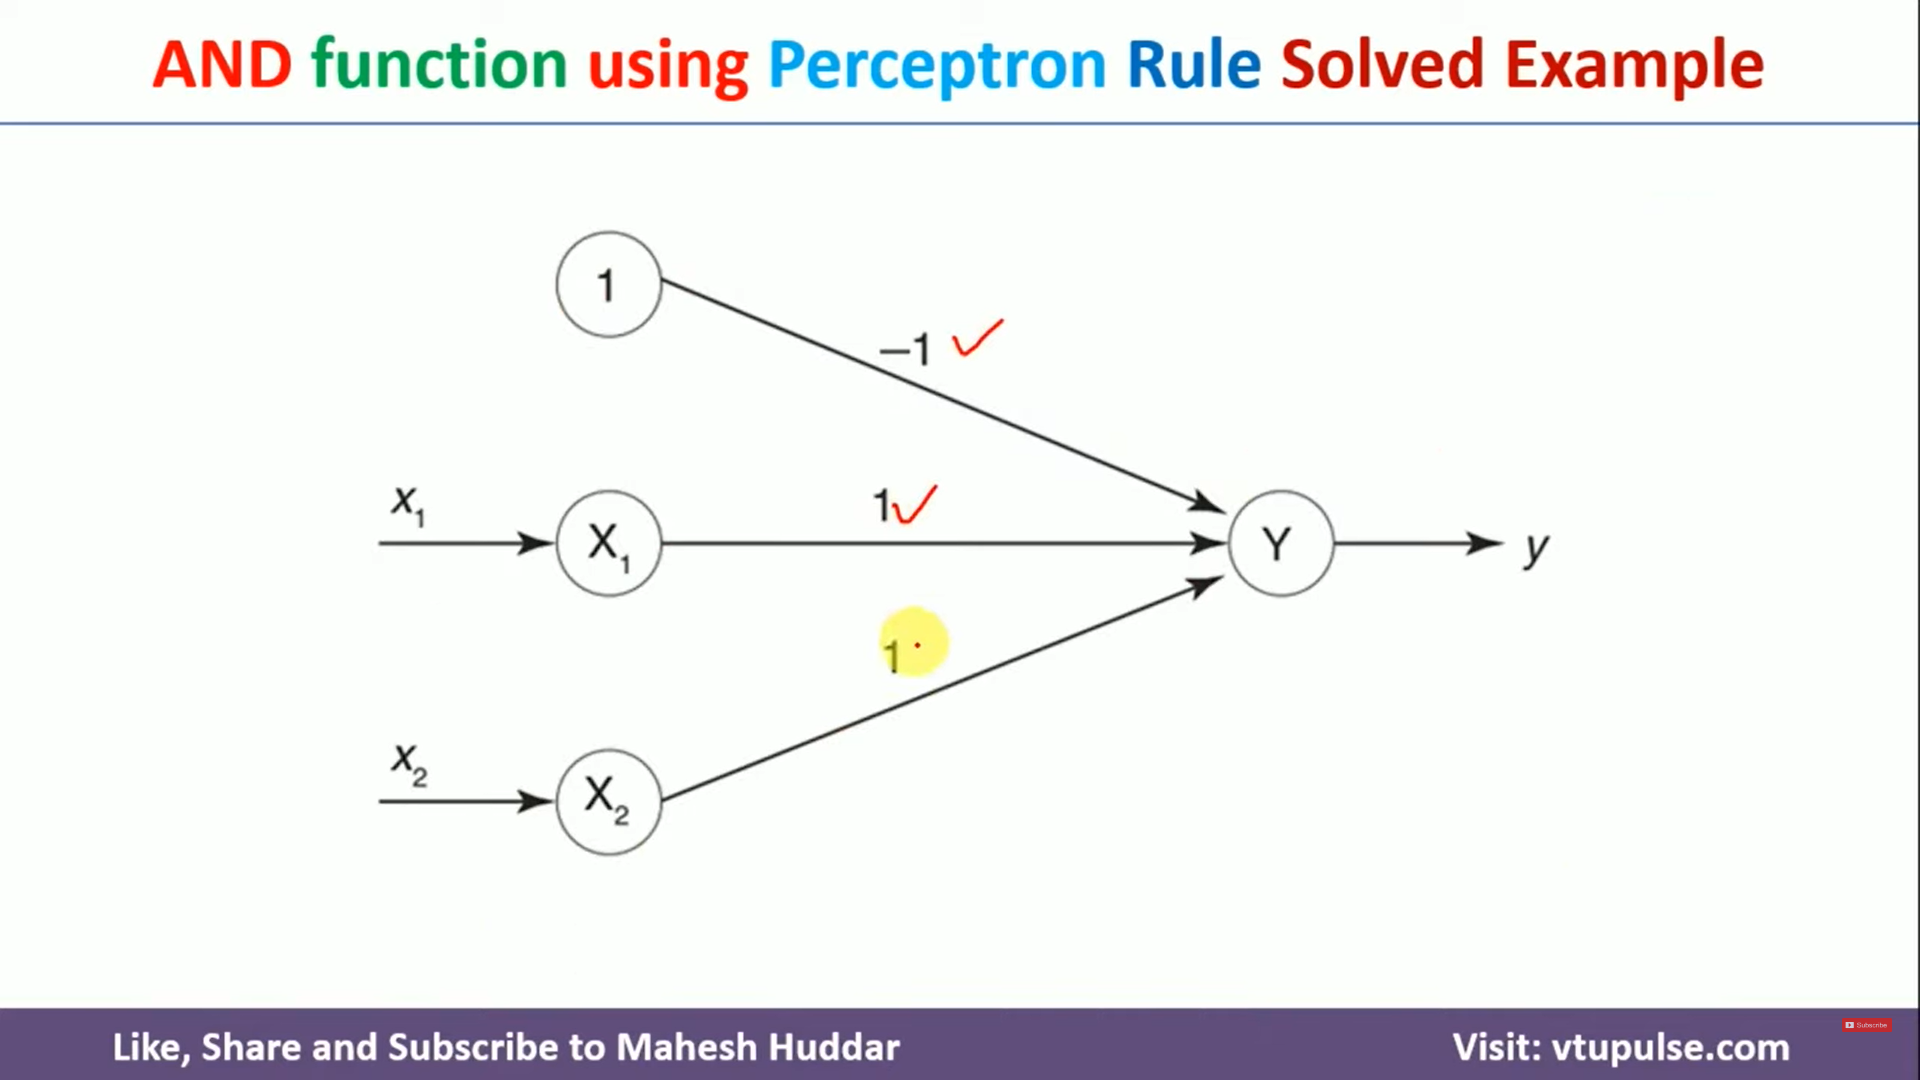 AND function using Perceptron Rule Solved Example
1
–1
x1
X1
1
Y
y
1
x2
X2
Like, Share and Subscribe to Mahesh Huddar
Visit: vtupulse.com
Subscribe